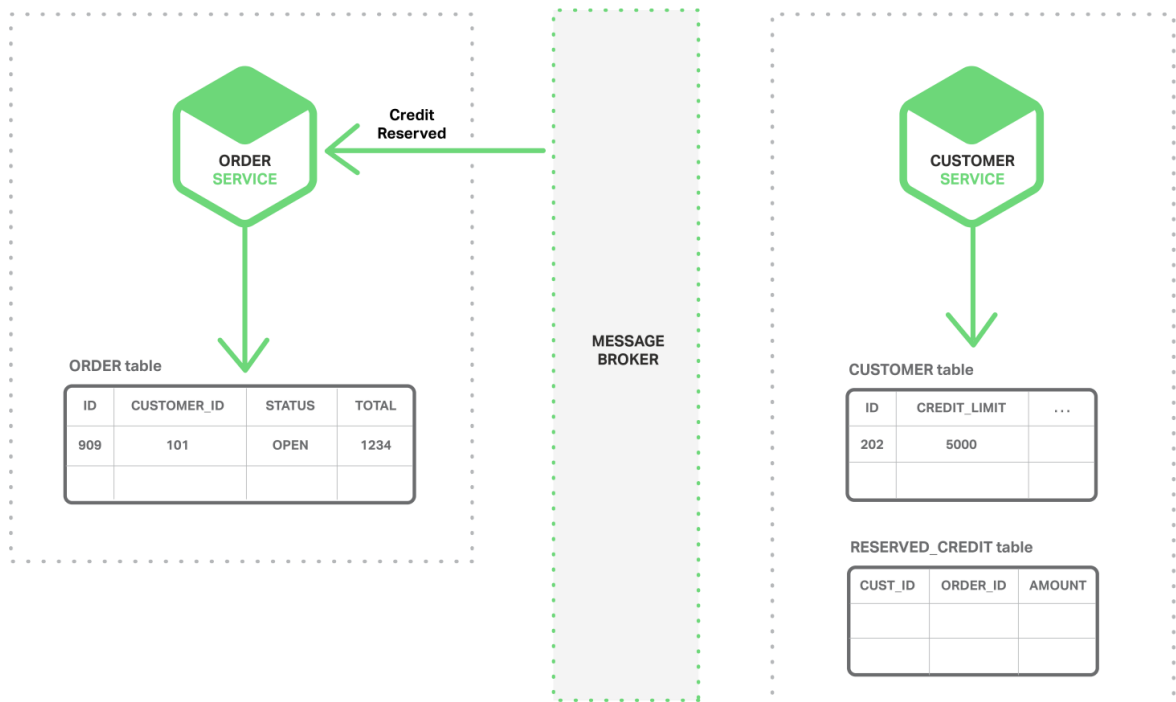 Credit
Reserved
ORDER
SERVICE
CUSTOMER
SERVICE
MESSAGE
BROKER
ORDER table
ID CUSTOMER_ID STATUS TOTAL
909 101 OPEN 1234
CUSTOMER table
ID CREDIT_LIMIT ...
202 5000
RESERVED_CREDIT table
CUST_ID ORDER_ID AMOUNT